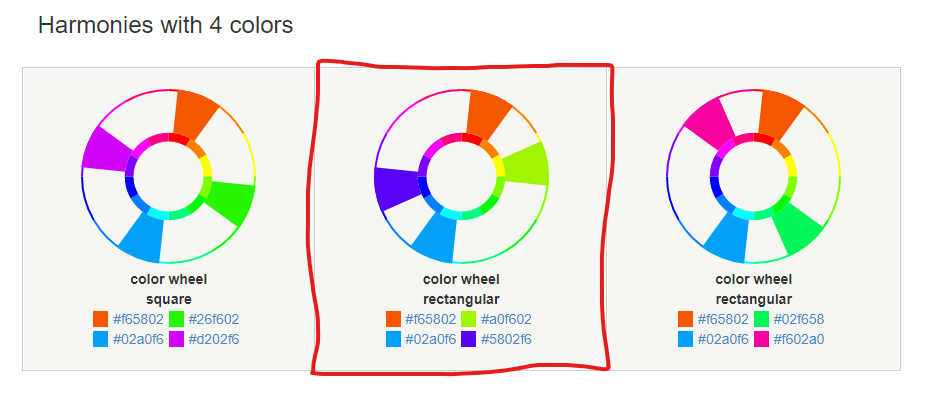 Harmonies with 4 colors
color wheel
square
#f65802 #26f602
#02a0f6 #d202f6
color wheel
rectangular
#f65802 #a0f602
#02a0f6 #5802f6
color wheel
rectangular
#f65802 #02f658
#02a0f6 #f602a0